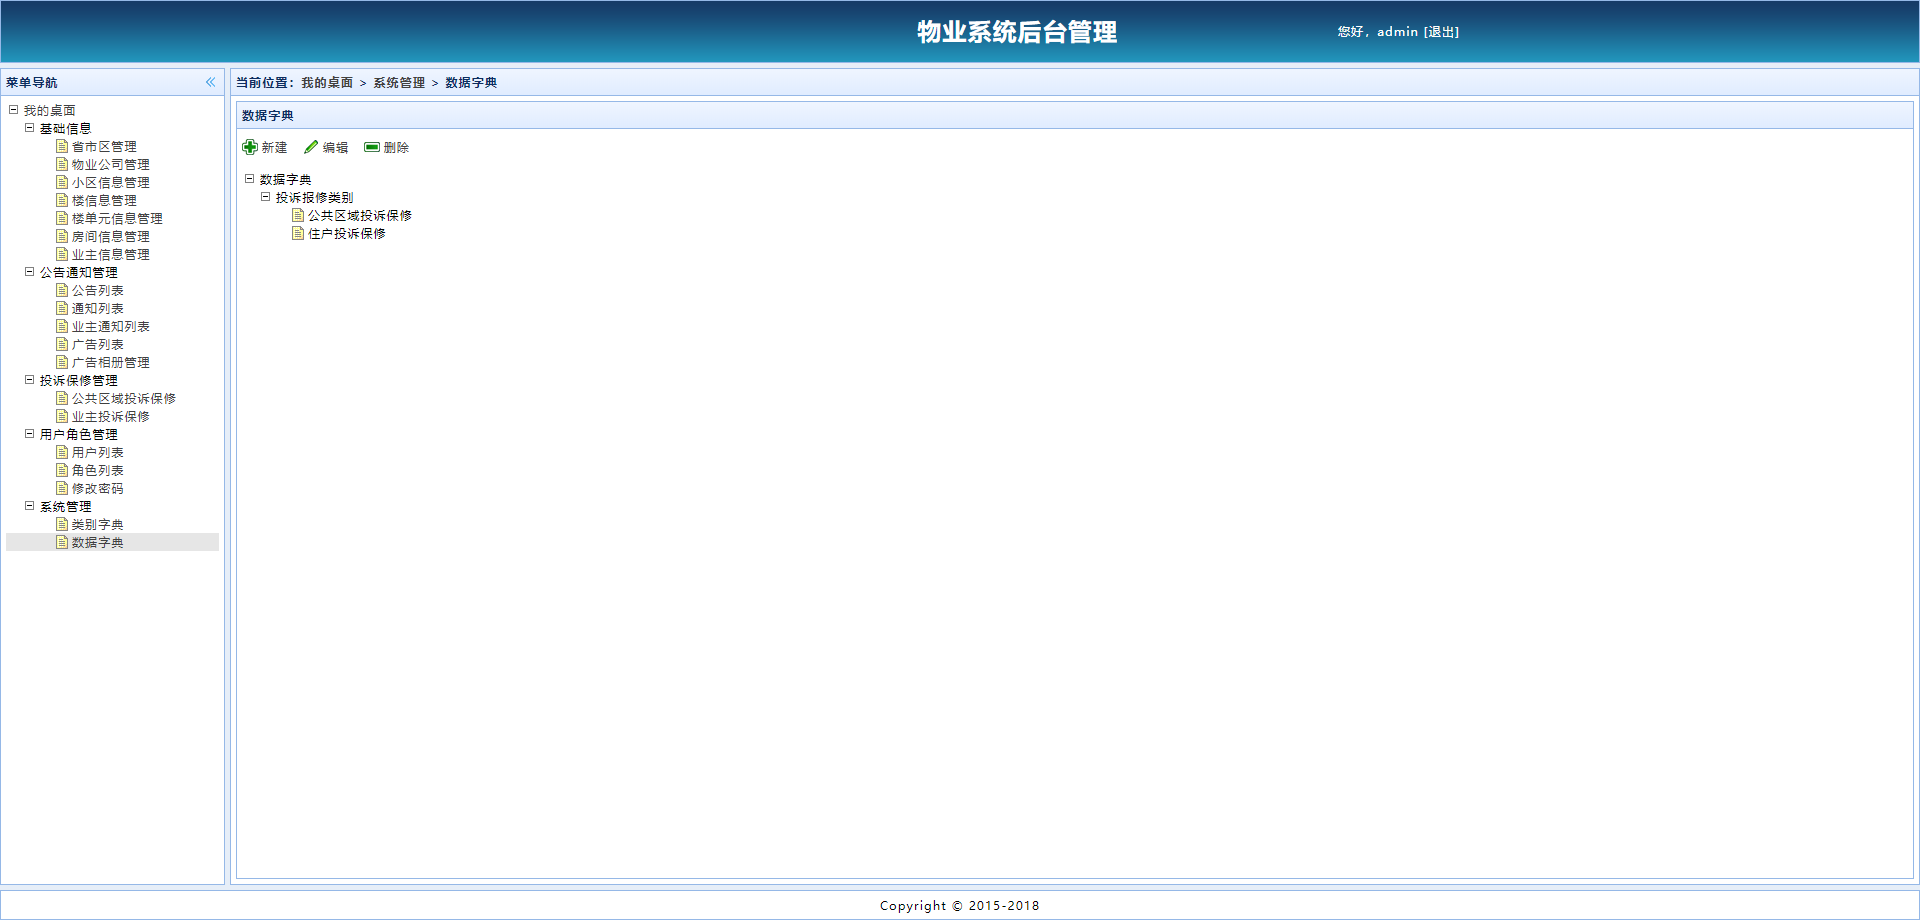 物业系统后台管理
您好，admin [退出]
菜单导航
我的桌面
基础信息
省市区管理
物业公司管理
小区信息管理
楼信息管理
楼单元信息管理
房间信息管理
业主信息管理
公告通知管理
公告列表
通知列表
业主通知列表
广告列表
广告相册管理
投诉保修管理
公共区域投诉保修
业主投诉保修
用户角色管理
用户列表
角色列表
修改密码
系统管理
类别字典
数据字典
当前位置：我的桌面 > 系统管理 > 数据字典
数据字典
新建 编辑 删除
数据字典
投诉报修类别
公共区域投诉保修
住户投诉保修
Copyright © 2015-2018